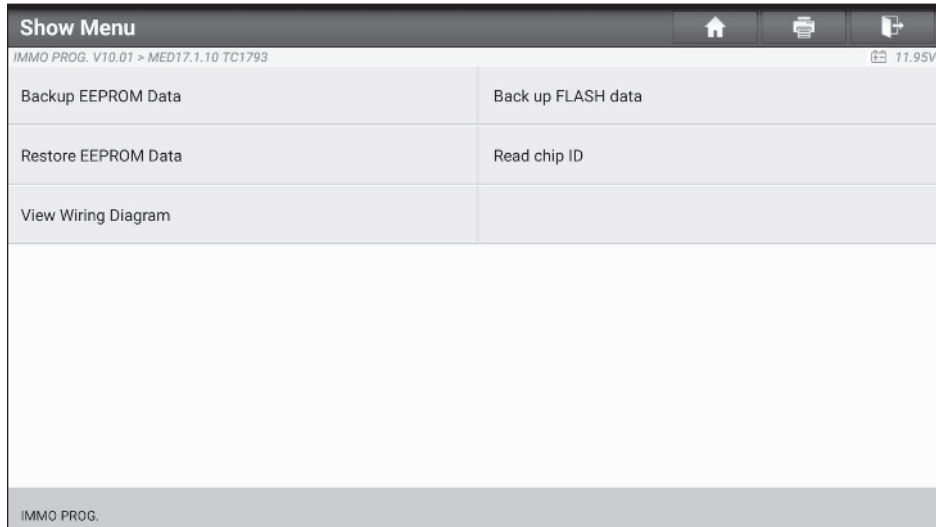 Show Menu
IMMO PROG. V10.01 > MED17.1.10 TC1793
11.95V
Backup EEPROM Data
Back up FLASH data
Restore EEPROM Data
Read chip ID
View Wiring Diagram
IMMO PROG.